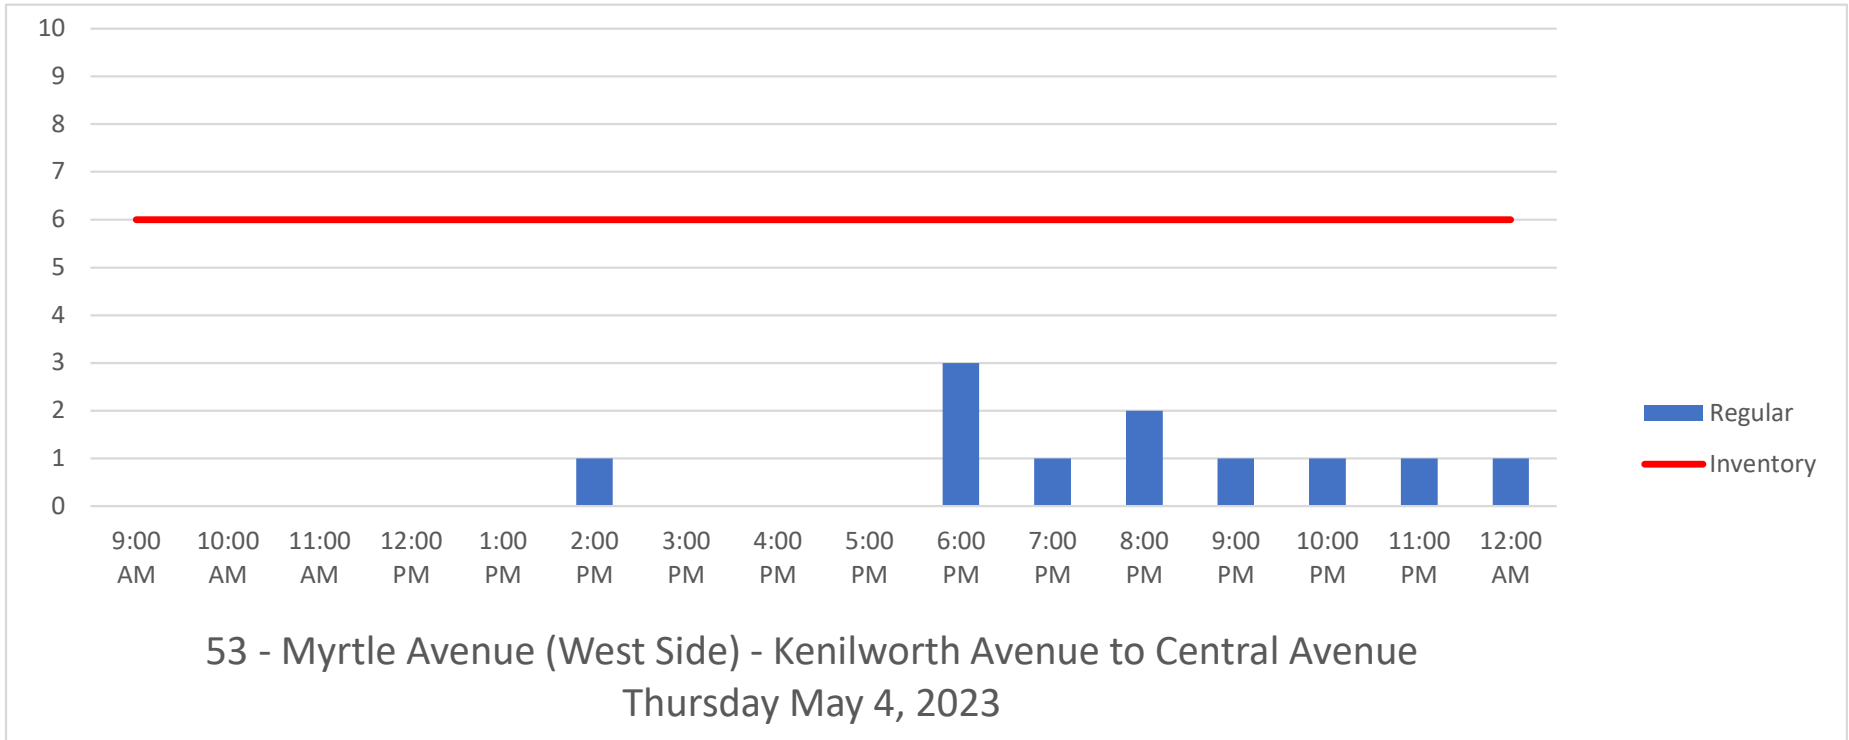 10
9
8
7
6
5
4
3
2
1
0
9:00 AM
10:00 AM
11:00 AM
12:00 PM
1:00 PM
2:00 PM
3:00 PM
4:00 PM
5:00 PM
6:00 PM
7:00 PM
8:00 PM
9:00 PM
10:00 PM
11:00 PM
12:00 AM
Regular
Inventory
53 - Myrtle Avenue (West Side) - Kenilworth Avenue to Central Avenue
Thursday May 4, 2023